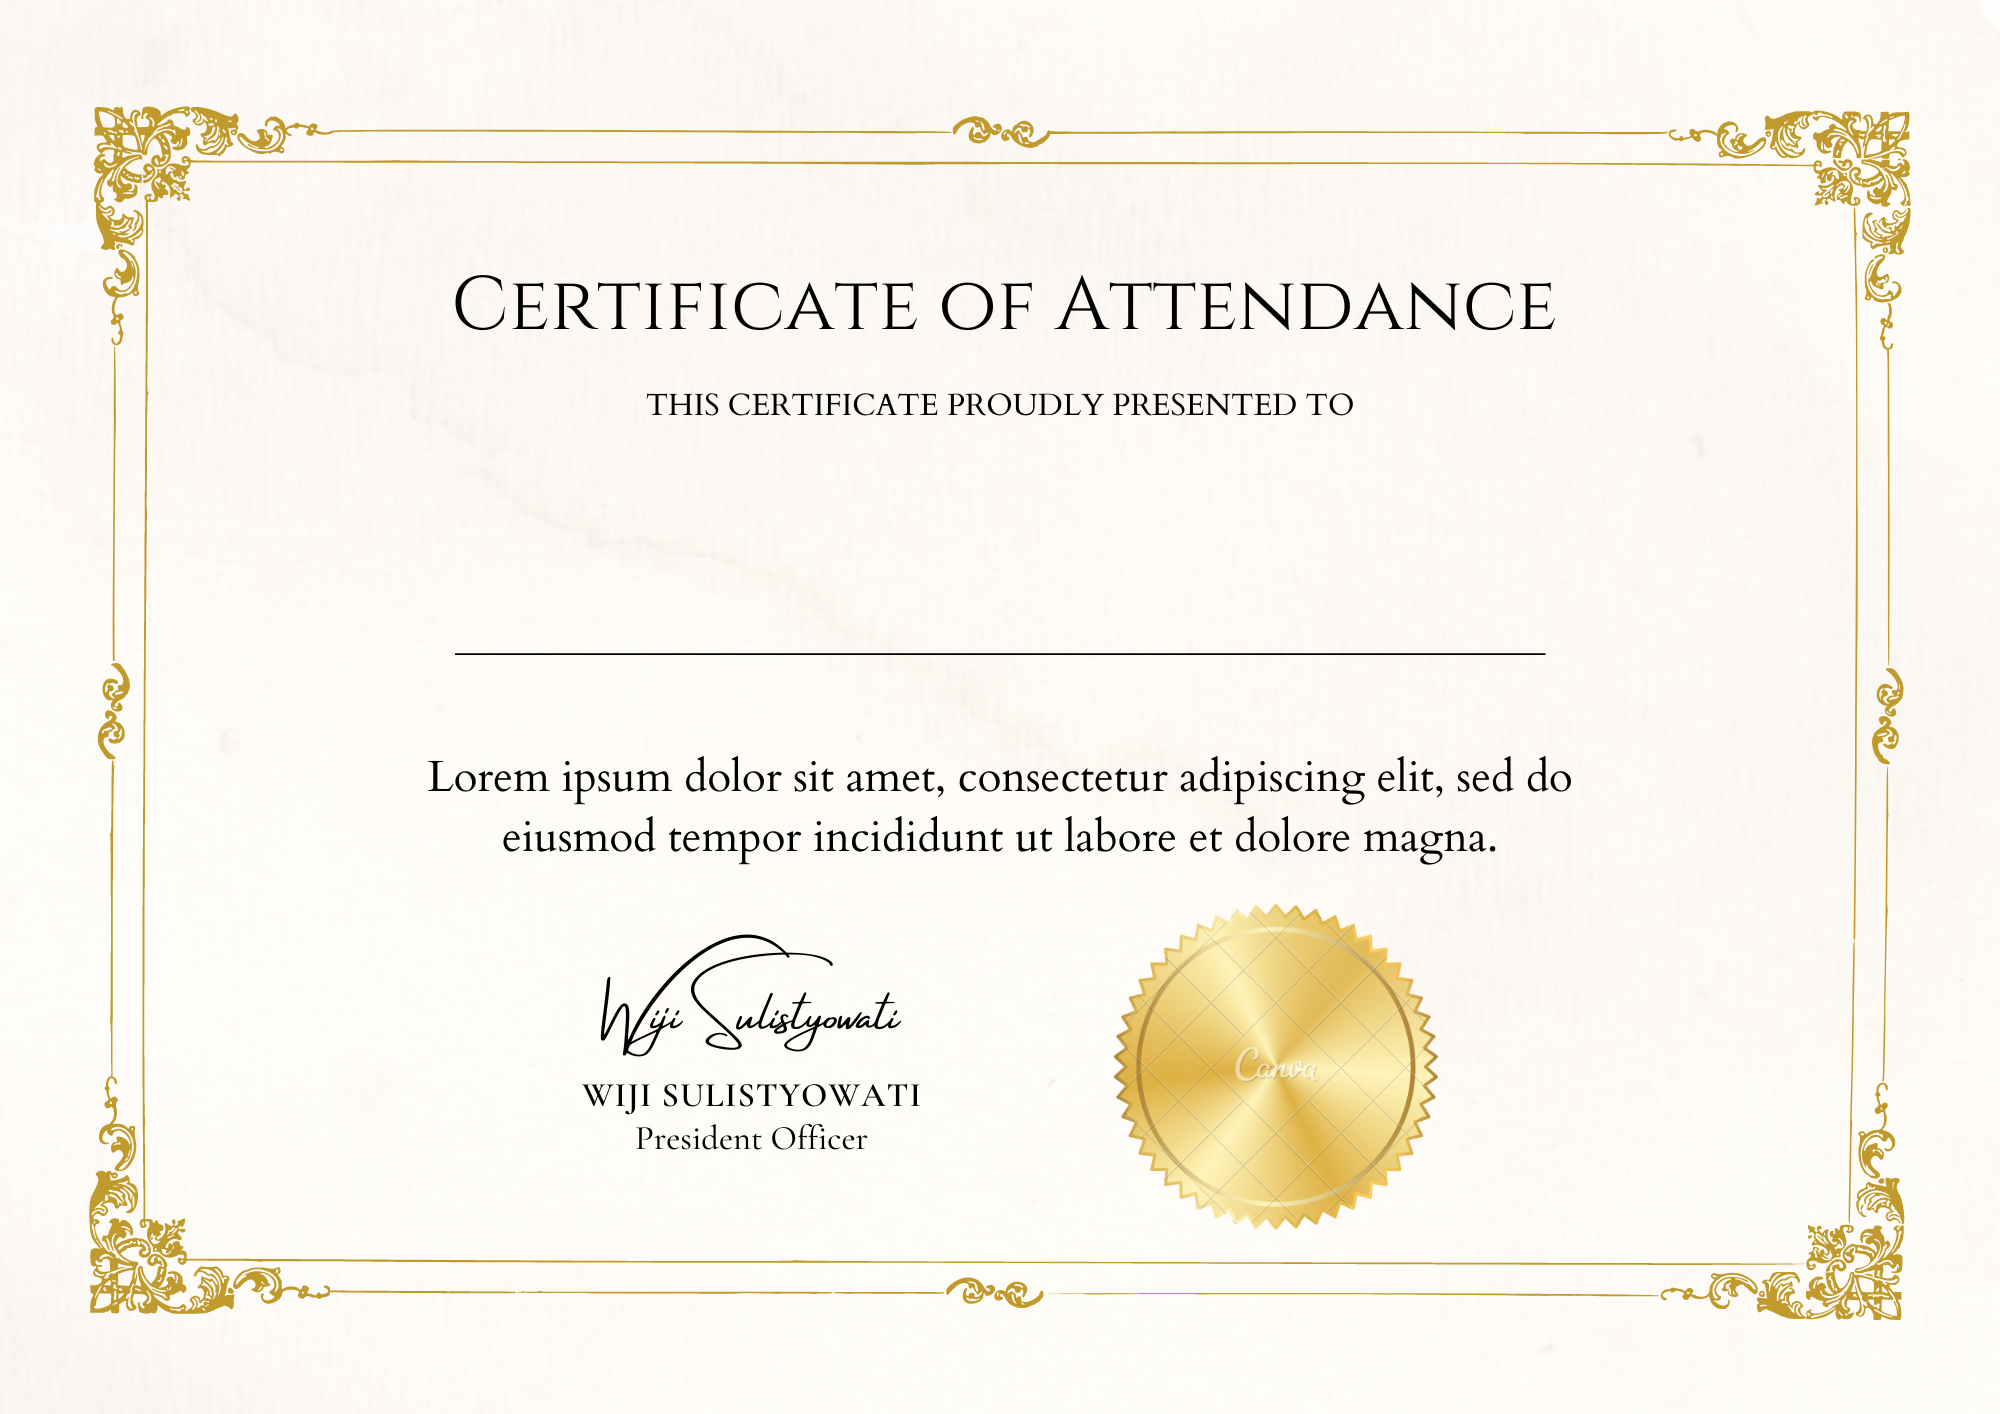 Certificate of Attendance
THIS CERTIFICATE PROUDLY PRESENTED TO
Lorem ipsum dolor sit amet, consectetur adipiscing elit, sed do
eiusmod tempor incididunt ut labore et dolore magna.
Wiji Sulistyowati
WIJI SULISTYOWATI
President Officer
Canva